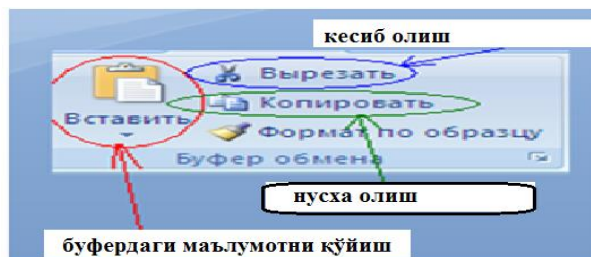 кесиб олиш
Вырезать
Копировать
Вставить
Формат по образцу
Буфер обмена
нусха олиш
буфердаги маълумотни қўйиш